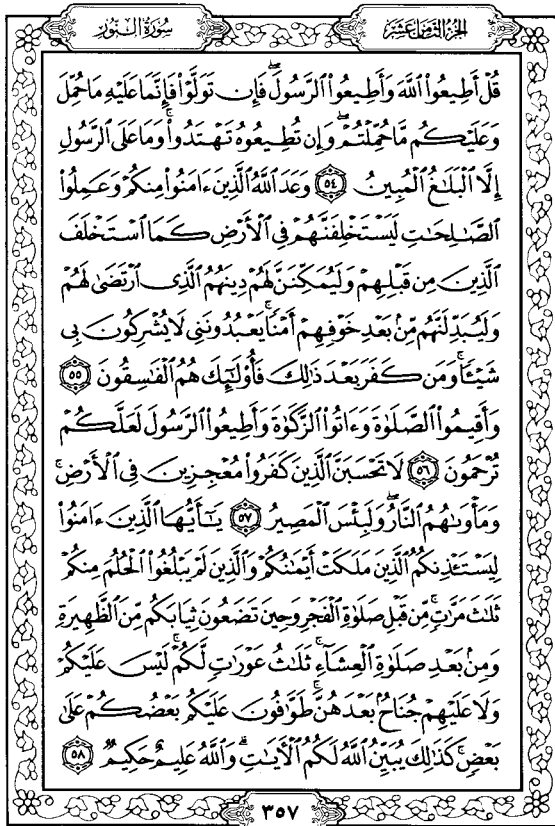 الجزء الثامن عشر
سورة النور
قُلْ أَطِيعُوا۟ ٱللَّهَ وَأَطِيعُوا۟ ٱلرَّسُولَ ۖ فَإِن تَوَلَّوْا۟ فَإِنَّمَا عَلَيْهِ مَا حُمِّلَ
وَعَلَيْكُم مَّا حُمِّلْتُمْ ۖ وَإِن تُطِيعُوهُ تَهْتَدُوا۟ ۚ وَمَا عَلَى ٱلرَّسُولِ
إِلَّا ٱلْبَلَٰغُ ٱلْمُبِينُ ٥٤ وَعَدَ ٱللَّهُ ٱلَّذِينَ ءَامَنُوا۟ مِنكُمْ وَعَمِلُوا۟
ٱلصَّٰلِحَٰتِ لَيَسْتَخْلِفَنَّهُمْ فِى ٱلْأَرْضِ كَمَا ٱسْتَخْلَفَ
ٱلَّذِينَ مِن قَبْلِهِمْ وَلَيُمَكِّنَنَّ لَهُمْ دِينَهُمُ ٱلَّذِى ٱرْتَضَىٰ لَهُمْ
وَلَيُبَدِّلَنَّهُم مِّنۢ بَعْدِ خَوْفِهِمْ أَمْنًا ۚ يَعْبُدُونَنِى لَا يُشْرِكُونَ بِى
شَيْـًٔا ۚ وَمَن كَفَرَ بَعْدَ ذَٰلِكَ فَأُو۟لَٰٓئِكَ هُمُ ٱلْفَٰسِقُونَ ٥٥
وَأَقِيمُوا۟ ٱلصَّلَوٰةَ وَءَاتُوا۟ ٱلزَّكَوٰةَ وَأَطِيعُوا۟ ٱلرَّسُولَ لَعَلَّكُمْ
تُرْحَمُونَ ٥٦ لَا تَحْسَبَنَّ ٱلَّذِينَ كَفَرُوا۟ مُعْجِزِينَ فِى ٱلْأَرْضِ ۚ
وَمَأْوَىٰهُمُ ٱلنَّارُ ۖ وَلَبِئْسَ ٱلْمَصِيرُ ٥٧ يَٰٓأَيُّهَا ٱلَّذِينَ ءَامَنُوا۟
لِيَسْتَـْٔذِنكُمُ ٱلَّذِينَ مَلَكَتْ أَيْمَٰنُكُمْ وَٱلَّذِينَ لَمْ يَبْلُغُوا۟ ٱلْحُلُمَ مِنكُمْ
ثَلَٰثَ مَرَّٰتٍ ۚ مِّن قَبْلِ صَلَوٰةِ ٱلْفَجْرِ وَحِينَ تَضَعُونَ ثِيَابَكُم مِّنَ ٱلظَّهِيرَةِ
وَمِنۢ بَعْدِ صَلَوٰةِ ٱلْعِشَآءِ ۚ ثَلَٰثُ عَوْرَٰتٍ لَّكُمْ ۚ لَيْسَ عَلَيْكُمْ
وَلَا عَلَيْهِمْ جُنَاحٌۢ بَعْدَهُنَّ ۚ طَوَّٰفُونَ عَلَيْكُم بَعْضُكُمْ عَلَىٰ
بَعْضٍ ۚ كَذَٰلِكَ يُبَيِّنُ ٱللَّهُ لَكُمُ ٱلْءَايَٰتِ ۗ وَٱللَّهُ عَلِيمٌ حَكِيمٌ ٥٨
٣٥٧